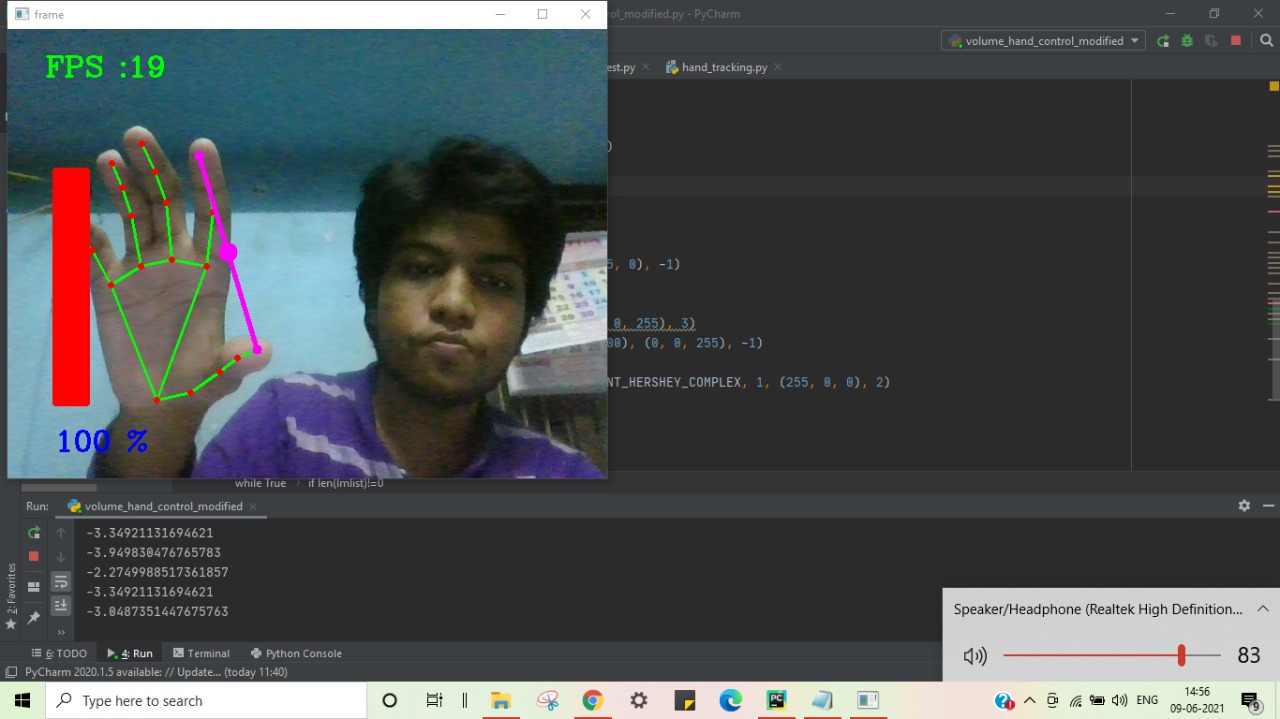 frame
ol_modified.py - PyCharm
volume_hand_control_modified
est.py
hand_tracking.py
FPS :19
100 %
)
5, 0), -1)
0, 255), 3)
00), (0, 0, 255), -1)
NT_HERSHEY_COMPLEX, 1, (255, 0, 0), 2)
while True › if len(lmlist)!=0
Run: volume_hand_control_modified
-3.34921131694621
-3.949830476765783
-2.2749988517361857
-3.34921131694621
-3.0487351447675763
2: Favorites
Speaker/Headphone (Realtek High Definition...
83
6: TODO 4: Run Terminal Python Console
PyCharm 2020.1.5 available: // Update... (today 11:40)
Type here to search
ENG
14:56
09-06-2021
9